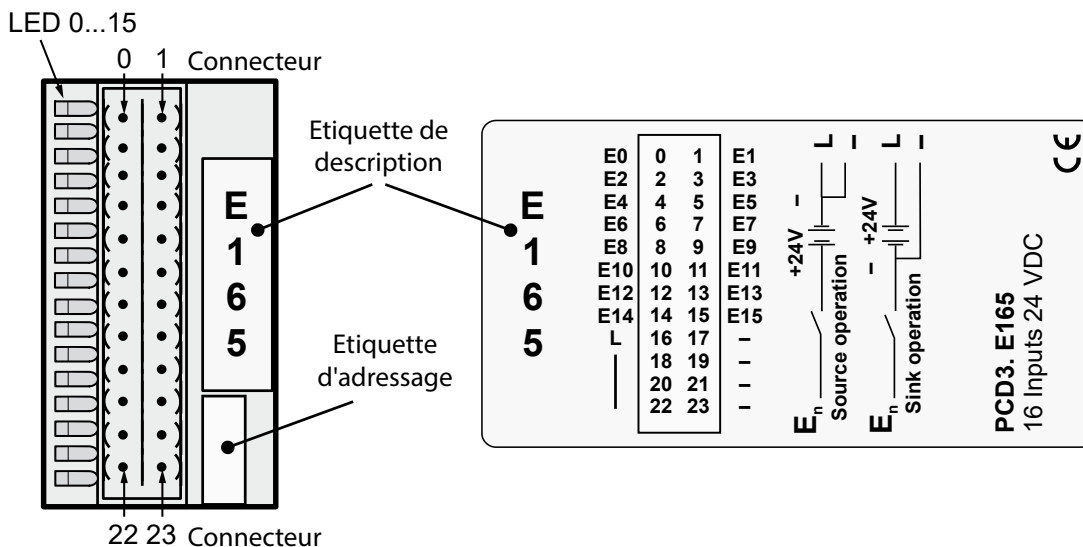 LED 0...15
0 1 Connecteur
Etiquette de
description
E
1
6
5
Etiquette
d'adressage
22 23 Connecteur
E
1
6
5
E0 0 1 E1
E2 2 3 E3
E4 4 5 E5
E6 6 7 E7
E8 8 9 E9
E10 10 11 E11
E12 12 13 E13
E14 14 15 E15
L 16 17 –
18 19 –
20 21 –
22 23 –
L –
+24V –
En
Source operation
L –
– +24V
En
Sink operation
PCD3. E165
16 Inputs 24 VDC
CE